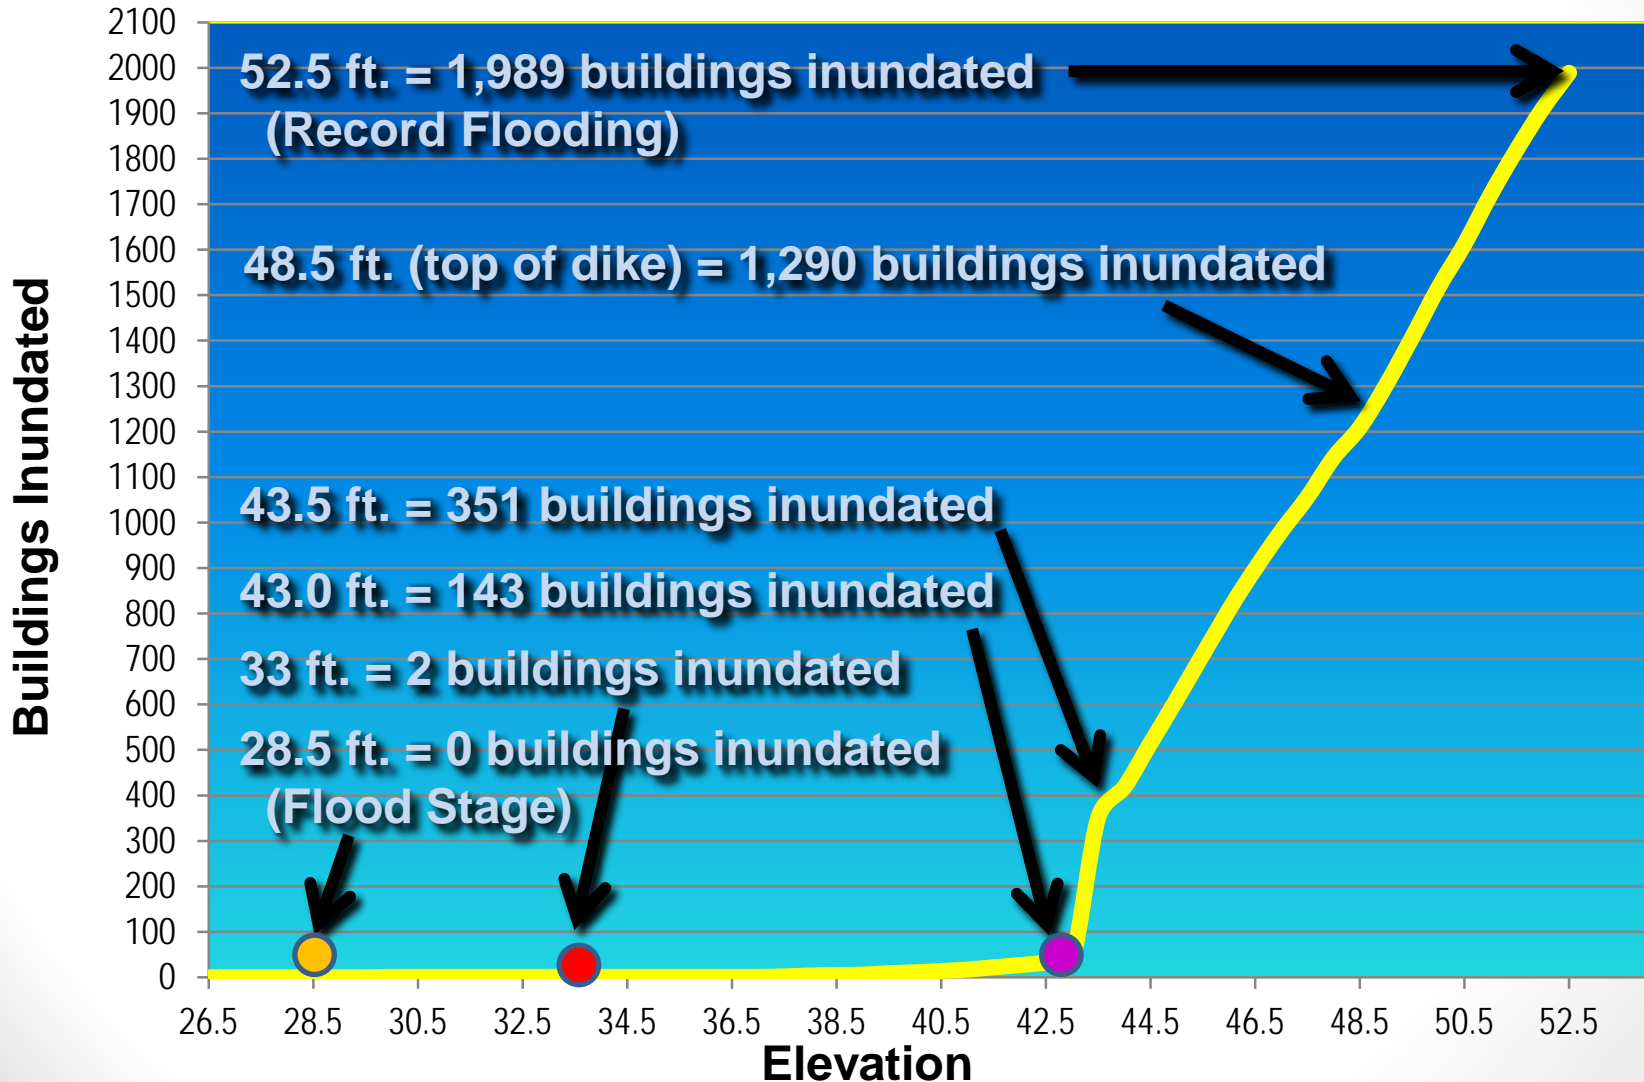 2100
2000
1900
1800
1700
1600
1500
1400
1300
1200
1100
1000
900
800
700
600
500
400
300
200
100
0
Buildings Inundated
52.5 ft. = 1,989 buildings inundated
(Record Flooding)
48.5 ft. (top of dike) = 1,290 buildings inundated
43.5 ft. = 351 buildings inundated
43.0 ft. = 143 buildings inundated
33 ft. = 2 buildings inundated
28.5 ft. = 0 buildings inundated
(Flood Stage)
26.5 28.5 30.5 32.5 34.5 36.5 38.5 40.5 42.5 44.5 46.5 48.5 50.5 52.5
Elevation